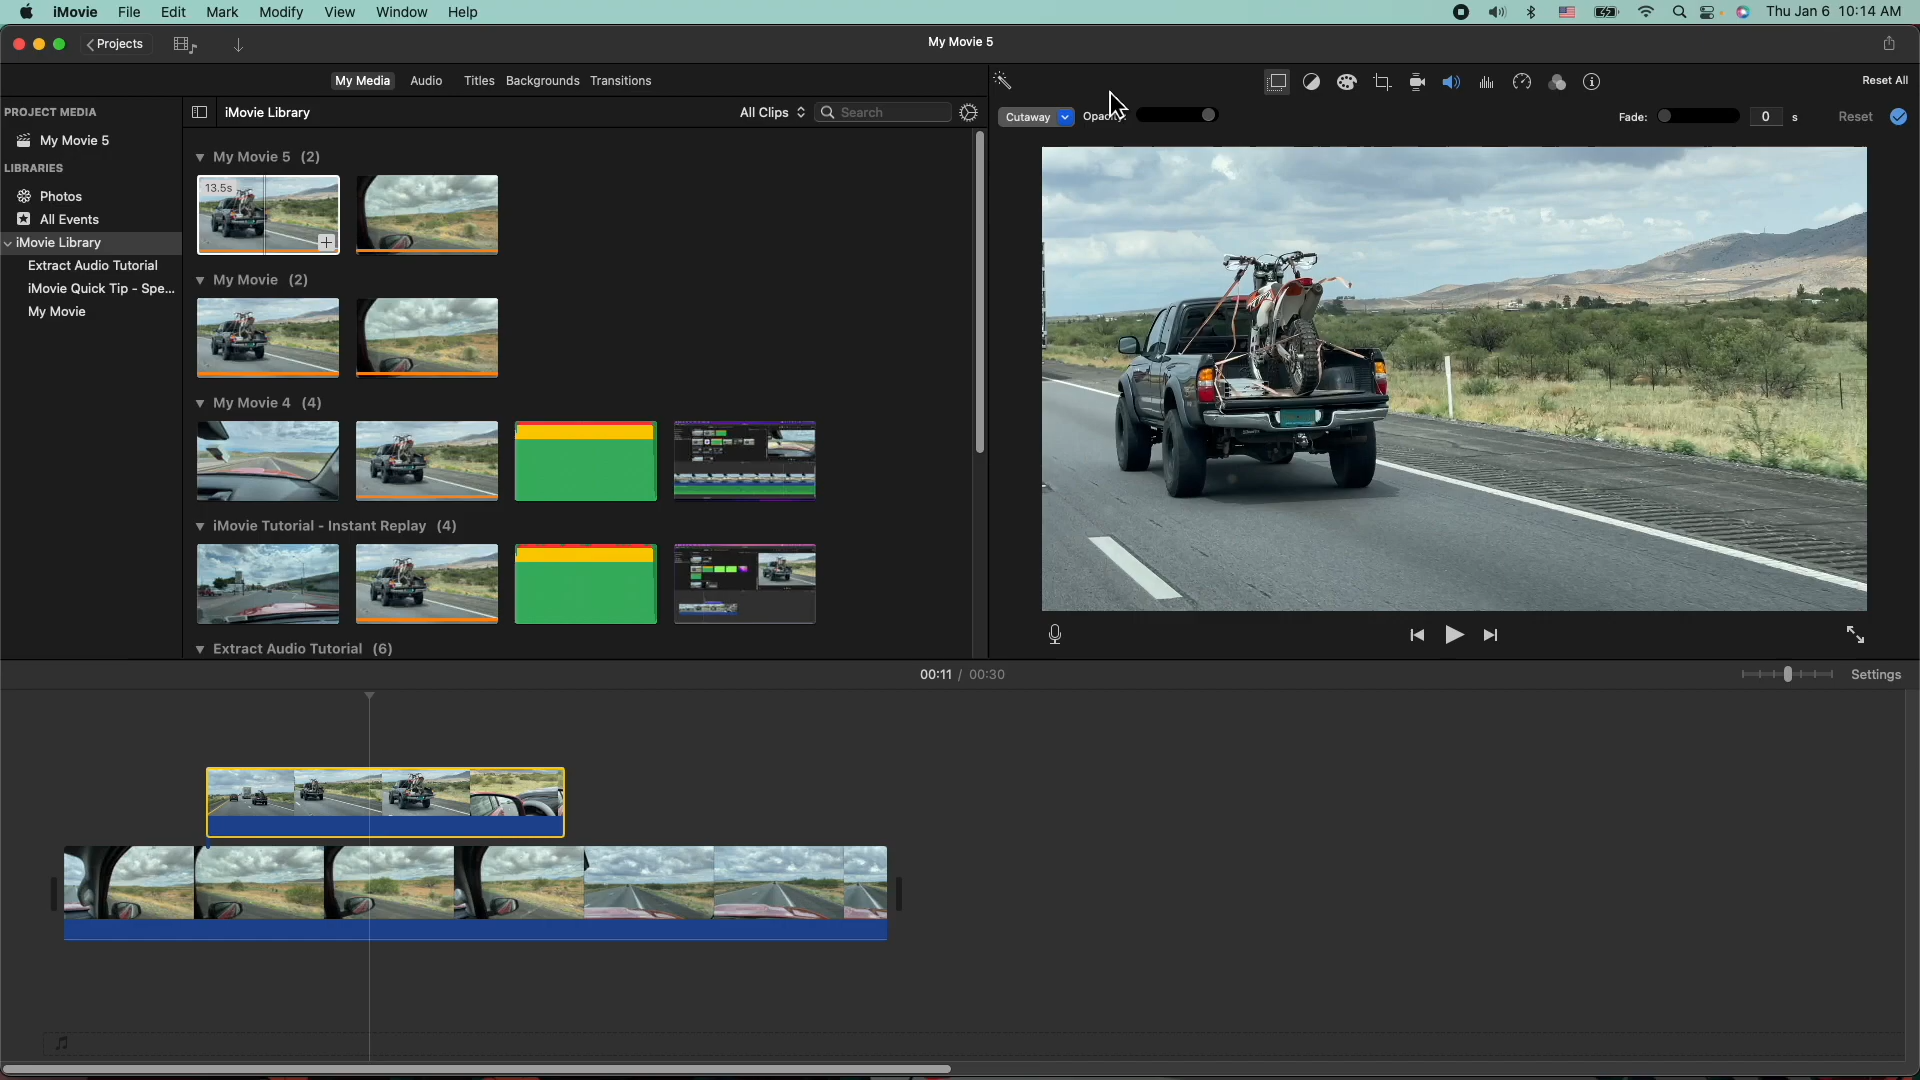 iMovie File Edit Mark Modify View Window Help Thu Jan 6 10:14 AM
Projects My Movie 5
My Media Audio Titles Backgrounds Transitions Reset All
PROJECT MEDIA
My Movie 5
LIBRARIES
Photos
All Events
iMovie Library
Extract Audio Tutorial
iMovie Quick Tip - Spe...
My Movie
iMovie Library All Clips Search
My Movie 5 (2)
13.5s
My Movie (2)
My Movie 4 (4)
iMovie Tutorial - Instant Replay (4)
Extract Audio Tutorial (6)
Cutaway Fade: 0 s Reset
00:11 / 00:30 Settings